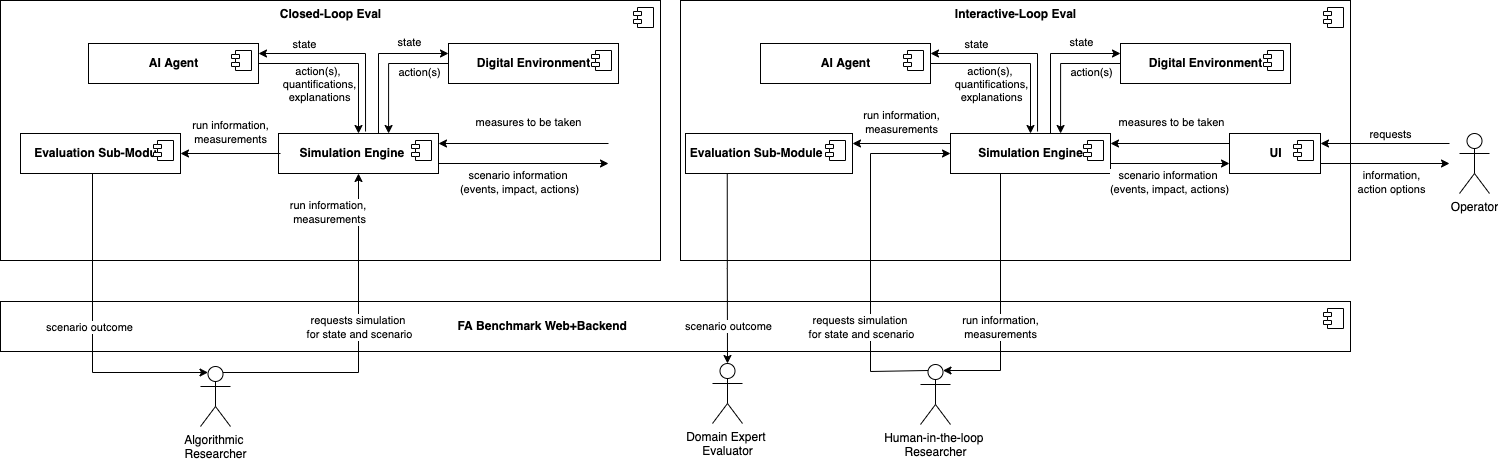 Closed-Loop Eval
AI Agent
state
action(s),
quantifications,
explanations
state
action(s)
Digital Environment
run information,
measurements
Evaluation Sub-Modu
Simulation Engine
measures to be taken
scenario information
(events, impact, actions)
run information,
measurements
Interactive-Loop Eval
AI Agent
state
action(s),
quantifications,
explanations
state
action(s)
Digital Environment
run information,
measurements
Evaluation Sub-Module
Simulation Engine
measures to be taken
scenario information
(events, impact, actions)
UI
requests
information,
action options
Operator
scenario outcome
requests simulation
for state and scenario
FA Benchmark Web+Backend
scenario outcome
requests simulation
for state and scenario
run information,
measurements
Algorithmic
Researcher
Domain Expert
Evaluator
Human-in-the-loop
Researcher